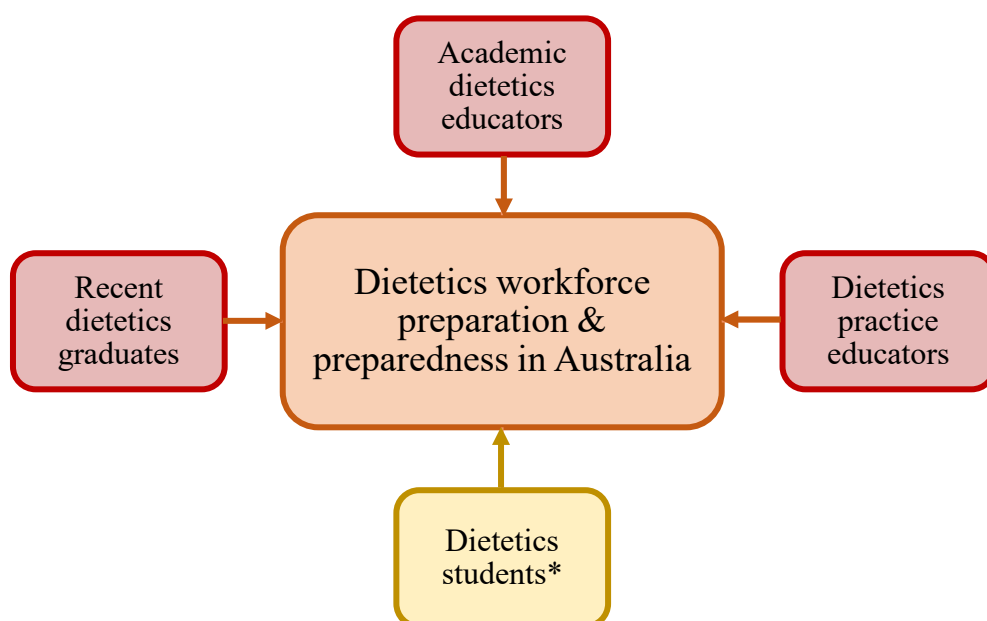 Academic
dietetics
educators
Recent
dietetics
graduates
Dietetics workforce
preparation &
preparedness in Australia
Dietetics
practice
educators
Dietetics
students*